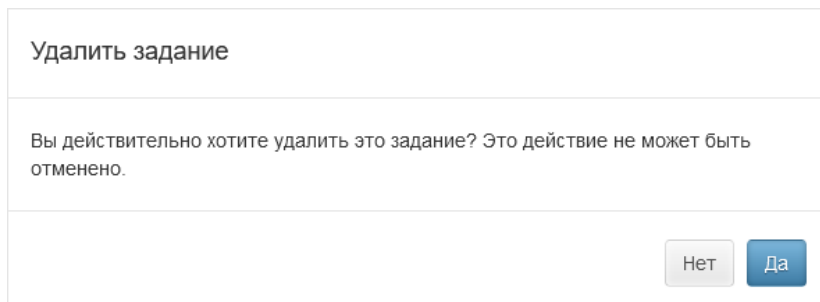 Удалить задание
Вы действительно хотите удалить это задание? Это действие не может быть
отменено.
Нет
Да